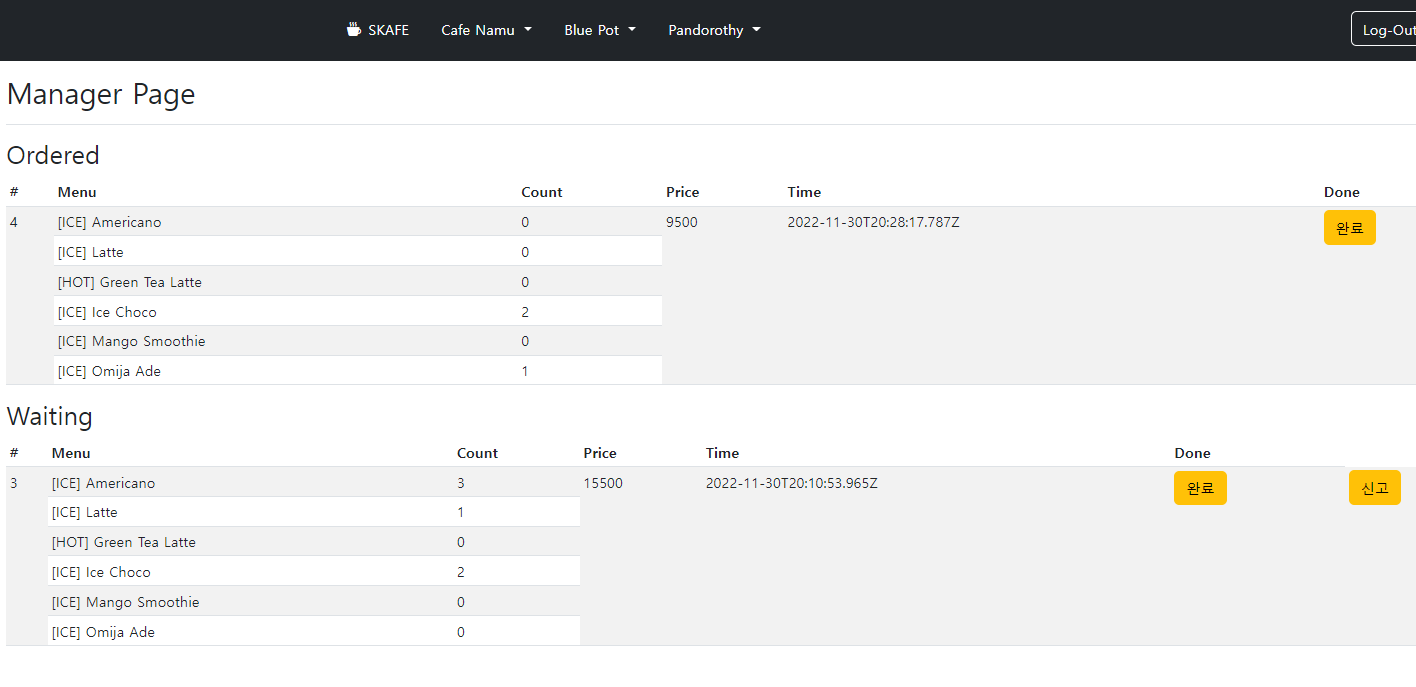 SKAFE Cafe Namu Blue Pot Pandorothy Log-Out
Manager Page
Ordered
# Menu Count Price Time Done
4 [ICE] Americano 0 9500 2022-11-30T20:28:17.787Z 완료
[ICE] Latte 0
[HOT] Green Tea Latte 0
[ICE] Ice Choco 2
[ICE] Mango Smoothie 0
[ICE] Omija Ade 1
Waiting
# Menu Count Price Time Done
3 [ICE] Americano 3 15500 2022-11-30T20:10:53.965Z 완료 신고
[ICE] Latte 1
[HOT] Green Tea Latte 0
[ICE] Ice Choco 2
[ICE] Mango Smoothie 0
[ICE] Omija Ade 0